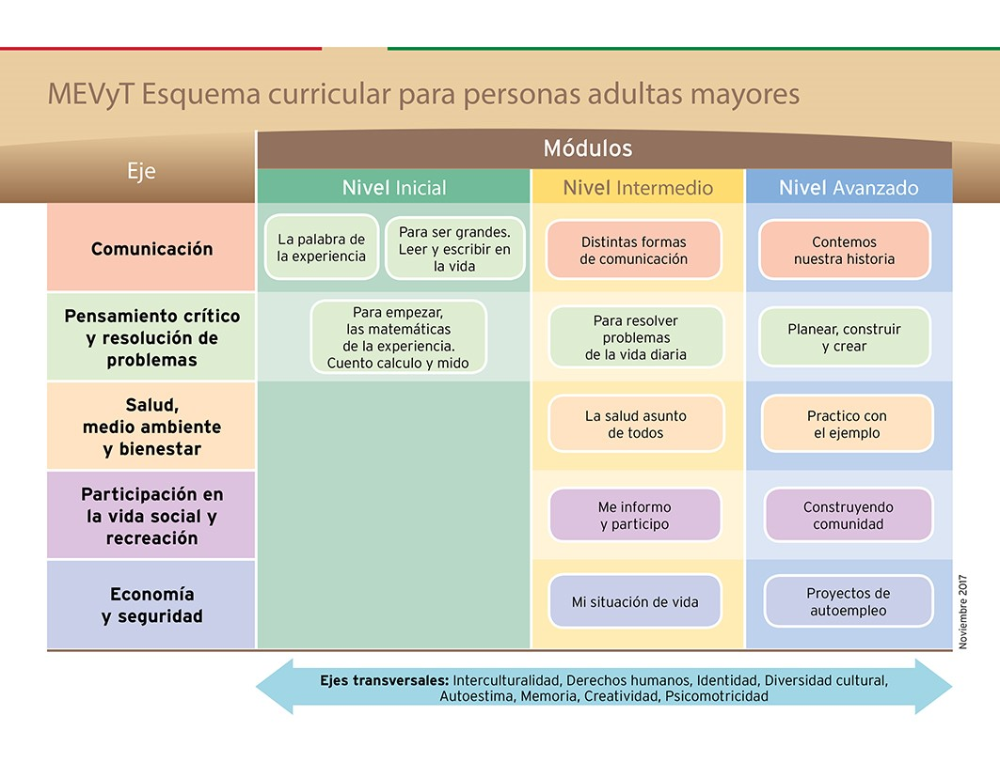 MEVyT Esquema curricular para personas adultas mayores
Eje
Módulos
Nivel Inicial
Nivel Intermedio
Nivel Avanzado
Comunicación
La palabra de
la experiencia
Para ser grandes.
Leer y escribir en
la vida
Distintas formas
de comunicación
Contemos
nuestra historia
Pensamiento crítico
y resolución de
problemas
Para empezar,
las matemáticas
de la experiencia.
Cuento calculo y mido
Para resolver
problemas
de la vida diaria
Planear, construir
y crear
Salud,
medio ambiente
y bienestar
La salud asunto
de todos
Practico con
el ejemplo
Participación en
la vida social y
recreación
Me informo
y participo
Construyendo
comunidad
Economía
y seguridad
Mi situación de vida
Proyectos de
autoempleo
Noviembre 2017
Ejes transversales: Interculturalidad, Derechos humanos, Identidad, Diversidad cultural,
Autoestima, Memoria, Creatividad, Psicomotricidad